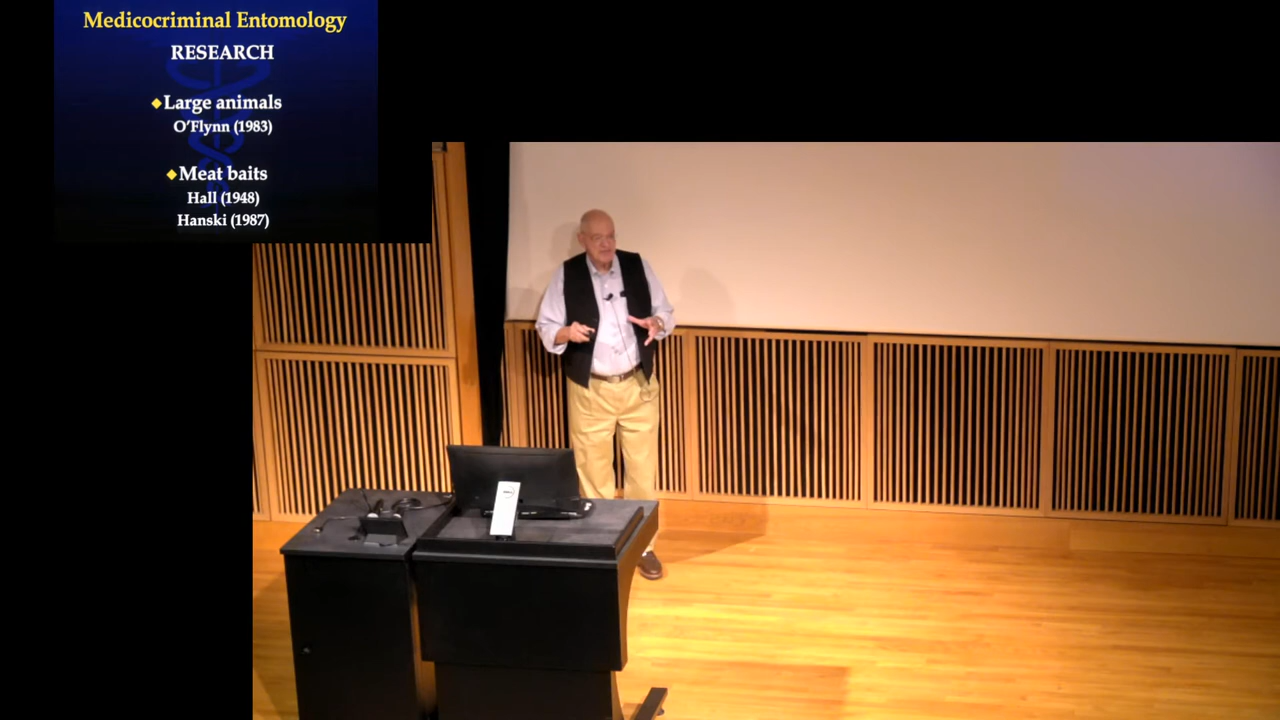 Medicocriminal Entomology
RESEARCH
◆Large animals
O'Flynn (1983)
◆Meat baits
Hall (1948)
Hanski (1987)